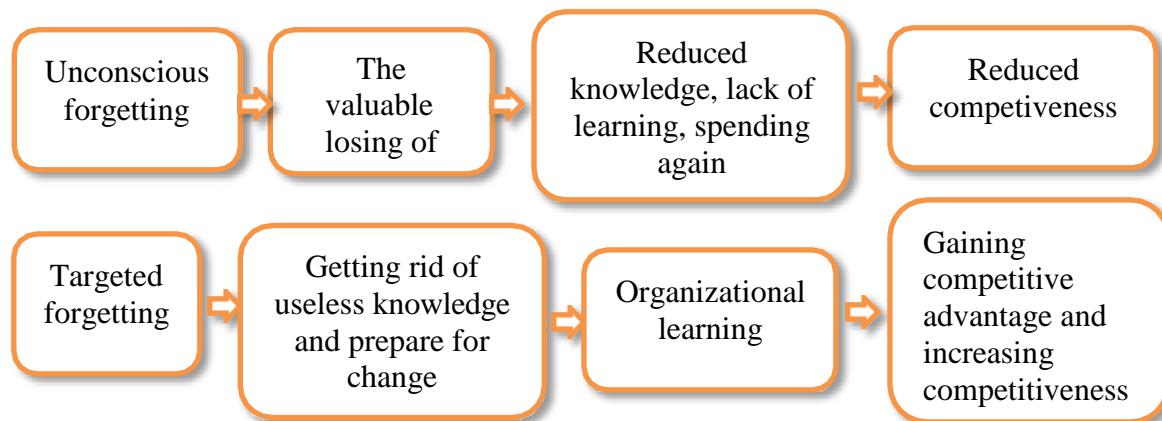 Unconscious
forgetting
The
valuable
losing of
Reduced
knowledge, lack of
learning, spending
again
Reduced
competiveness
Targeted
forgetting
Getting rid of
useless knowledge
and prepare for
change
Organizational
learning
Gaining
competitive
advantage and
increasing
competitiveness